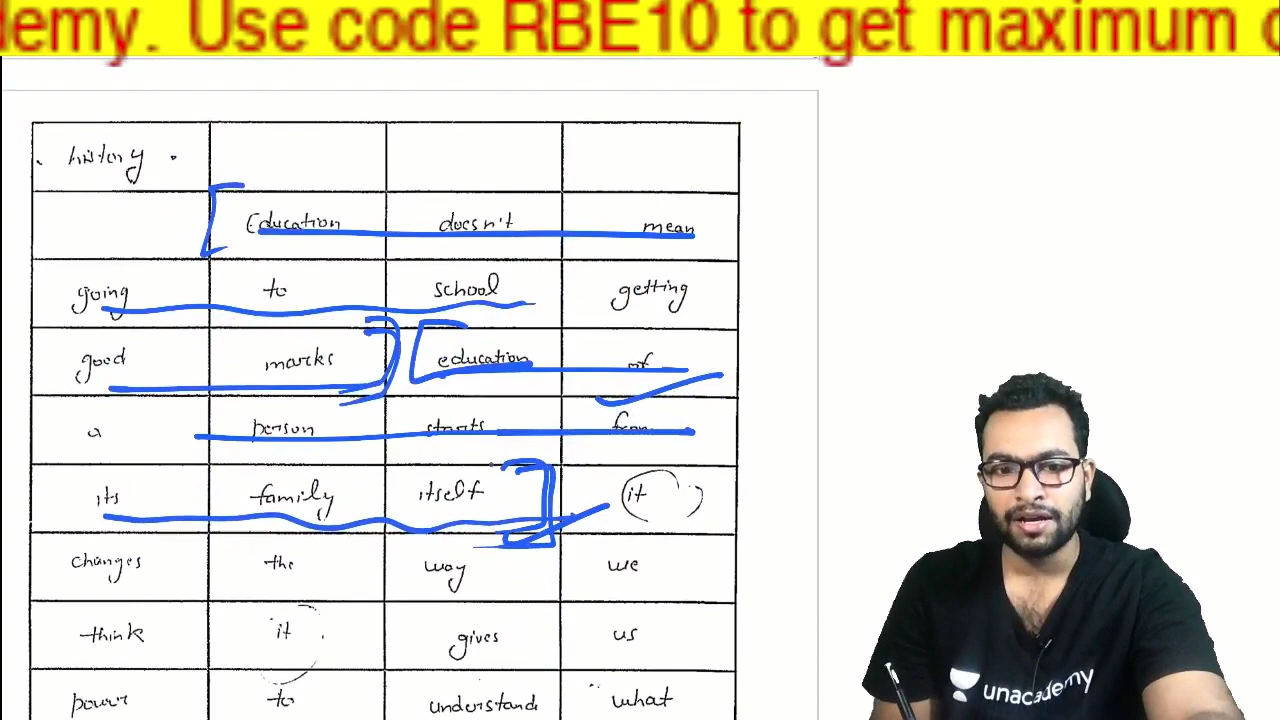 demy. Use code RBE10 to get maximum
history
Education doesn't mean
going to school getting
good marks education of
a person starts from
its family itself it
changes the way we
think it gives us
power to understand what
unacademy